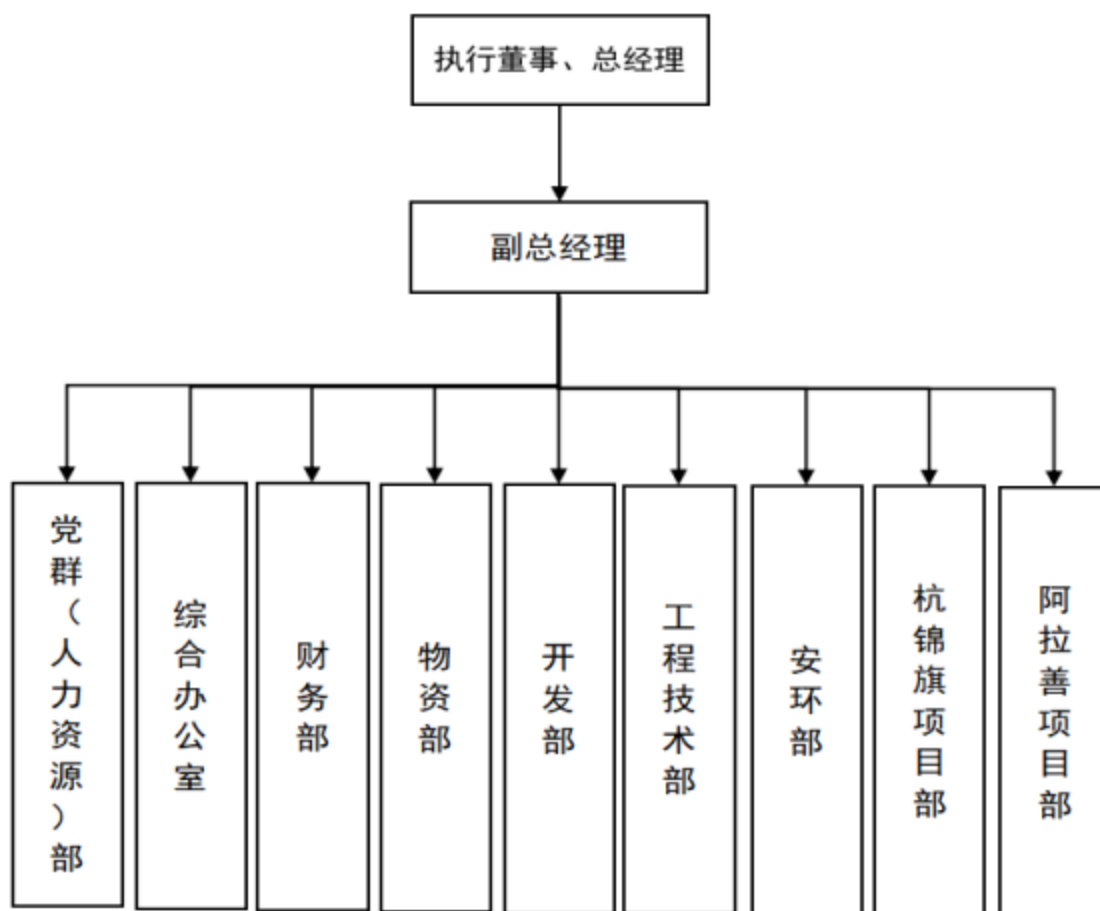 执行董事、总经理
副总经理
党群（人力资源）部
综合办公室
财务部
物资部
开发部
工程技术部
安环部
杭锦旗项目部
阿拉善项目部